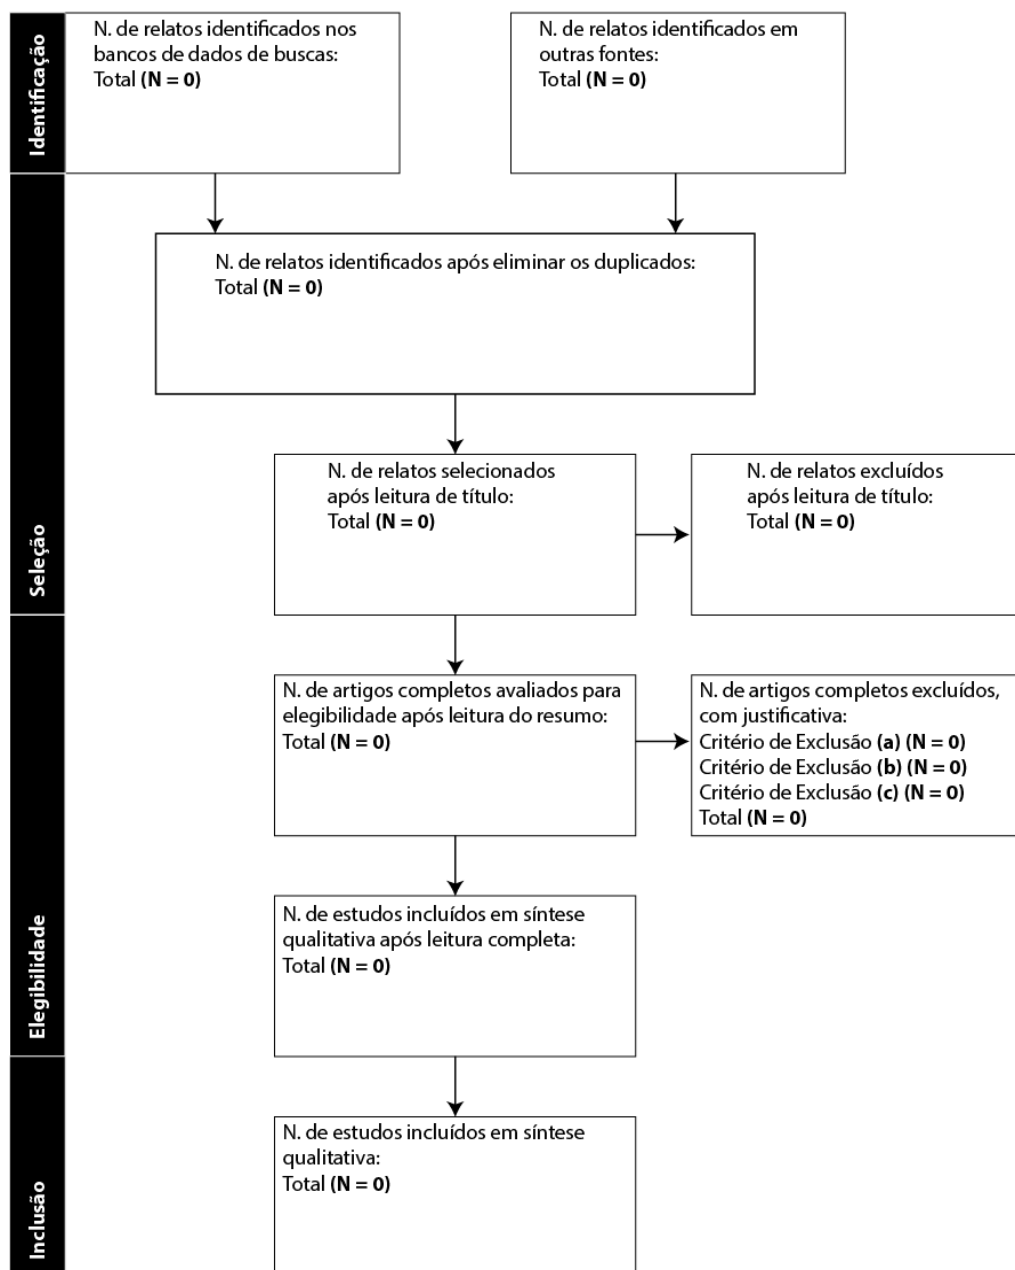 Identificação
N. de relatos identificados nos
bancos de dados de buscas:
Total (N = 0)
N. de relatos identificados em
outras fontes:
Total (N = 0)
Seleção
N. de relatos identificados após eliminar os duplicados:
Total (N = 0)
N. de relatos selecionados
após leitura de título:
Total (N = 0)
N. de relatos excluídos
após leitura de título:
Total (N = 0)
Elegibilidade
N. de artigos completos avaliados para
elegibilidade após leitura do resumo:
Total (N = 0)
N. de artigos completos excluídos,
com justificativa:
Critério de Exclusão (a) (N = 0)
Critério de Exclusão (b) (N = 0)
Critério de Exclusão (c) (N = 0)
Total (N = 0)
N. de estudos incluídos em síntese
qualitativa após leitura completa:
Total (N = 0)
Inclusão
N. de estudos incluídos em síntese
qualitativa:
Total (N = 0)